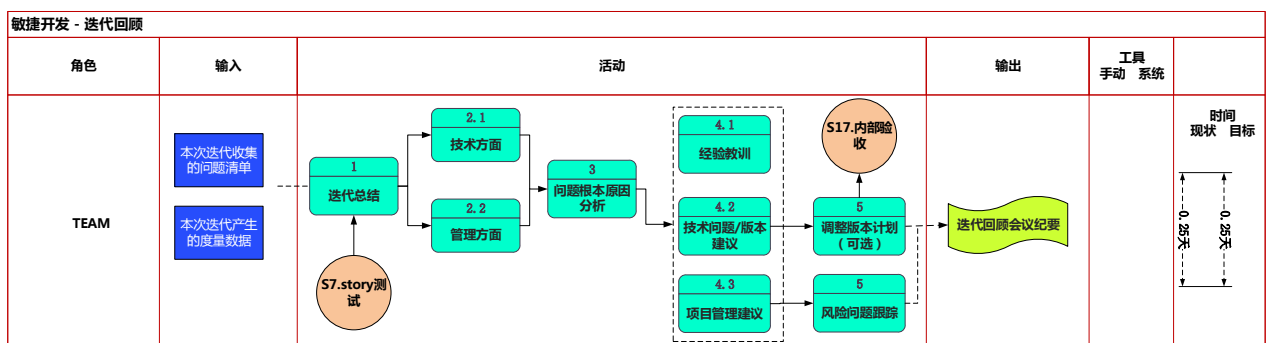 敏捷开发 - 迭代回顾
角色
输入
活动
输出
工具
手动 系统
时间
现状 目标
TEAM
本次迭代收集
的问题清单
本次迭代产生
的度量数据
1
迭代总结
S7.story测
试
2.1
技术方面
2.2
管理方面
3
问题根本原因
分析
4.1
经验教训
4.2
技术问题/版本
建议
4.3
项目管理建议
S17.内部验
收
5
调整版本计划
（可选）
5
风险问题跟踪
迭代回顾会议纪要
0.25天
0.25天